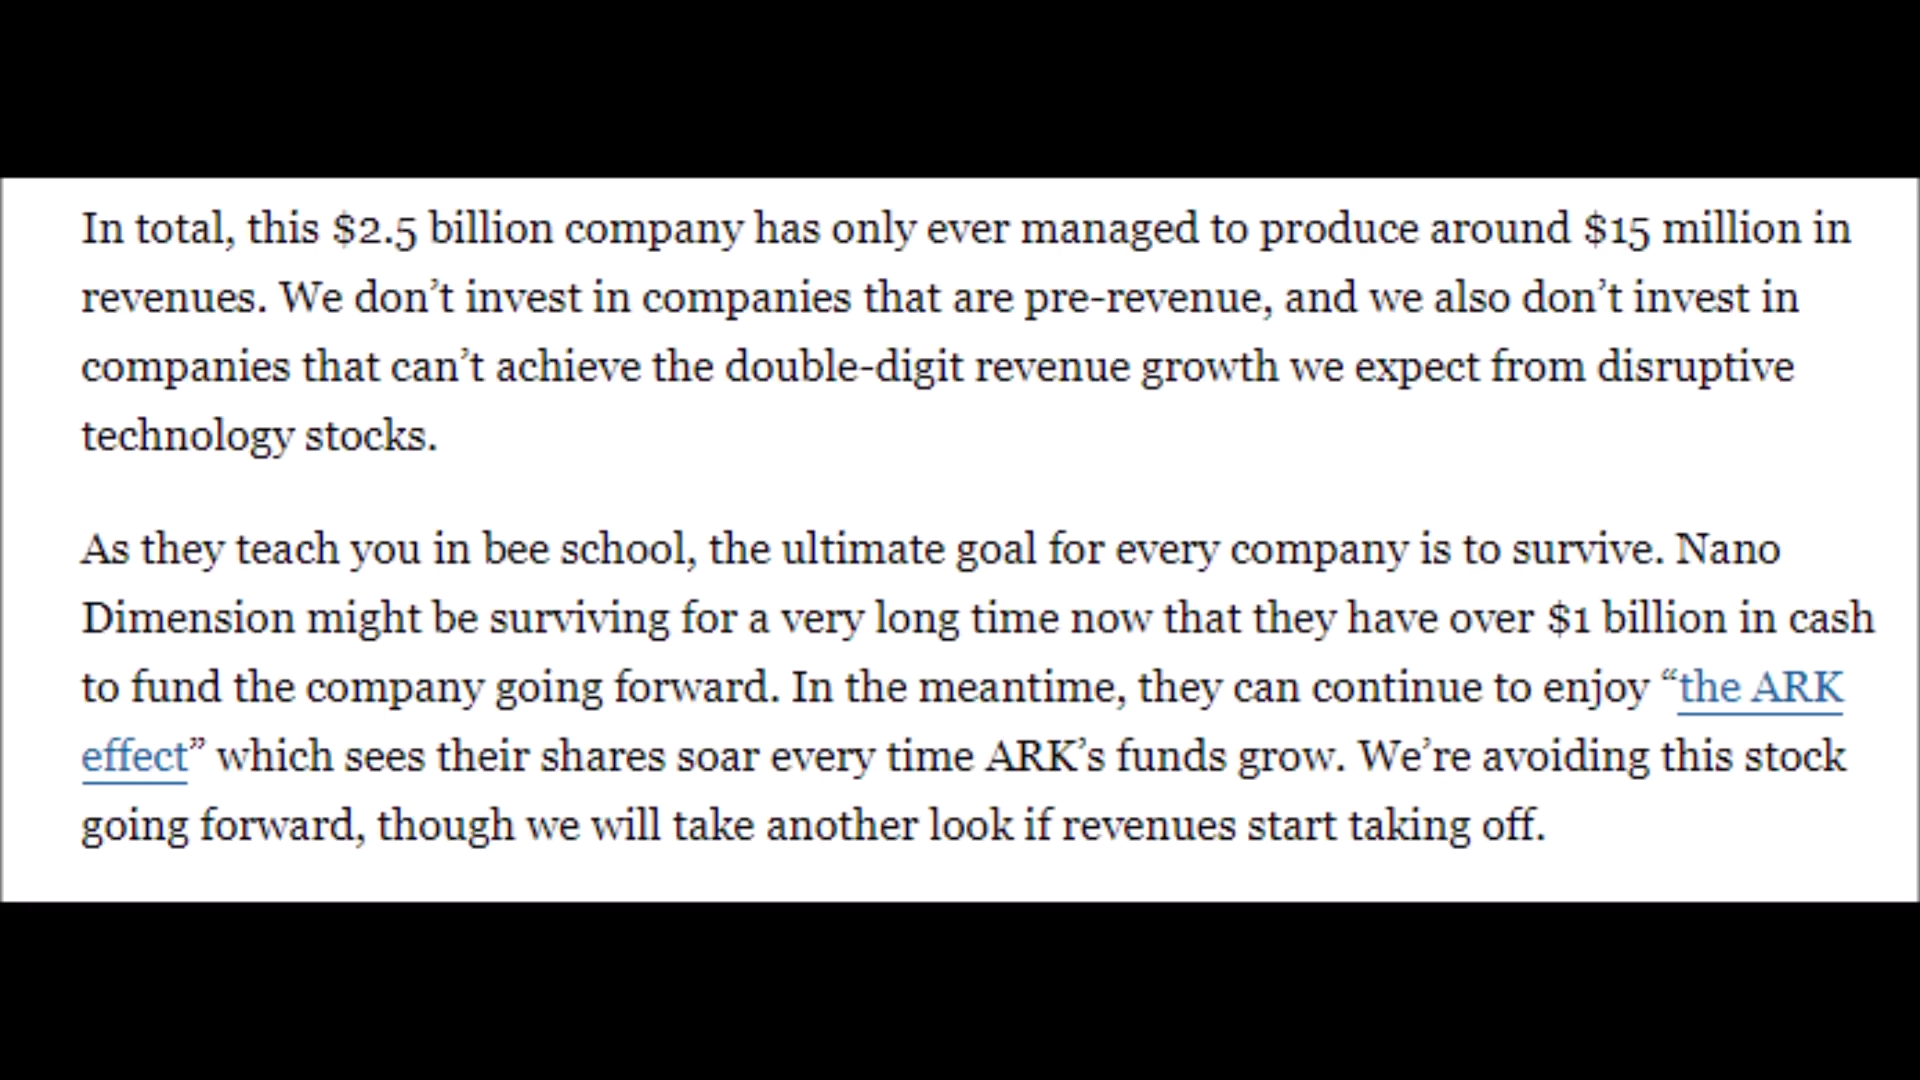 In total, this $2.5 billion company has only ever managed to produce around $15 million in
revenues. We don’t invest in companies that are pre-revenue, and we also don’t invest in
companies that can’t achieve the double-digit revenue growth we expect from disruptive
technology stocks.
As they teach you in bee school, the ultimate goal for every company is to survive. Nano
Dimension might be surviving for a very long time now that they have over $1 billion in cash
to fund the company going forward. In the meantime, they can continue to enjoy “the ARK
effect” which sees their shares soar every time ARK’s funds grow. We’re avoiding this stock
going forward, though we will take another look if revenues start taking off.